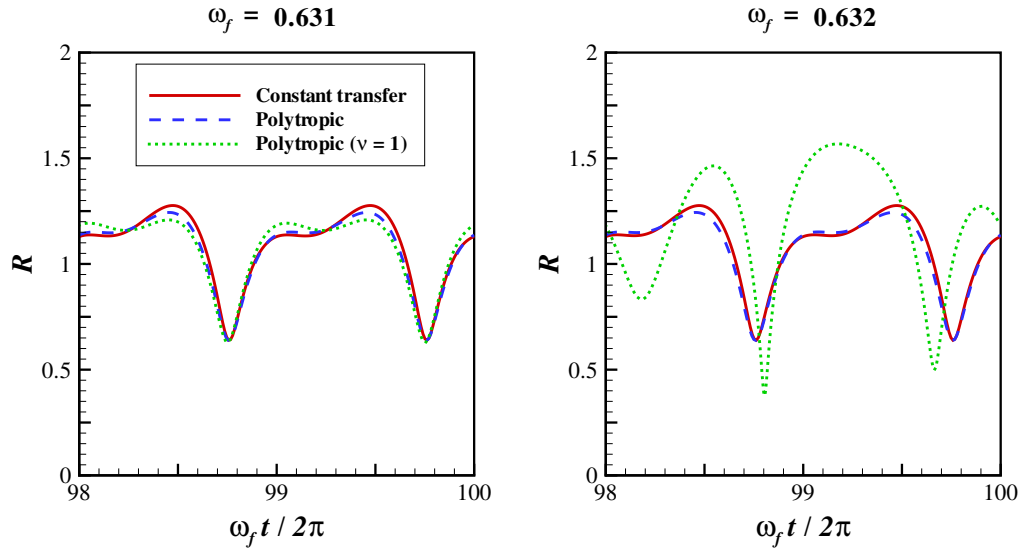 ω_f = 0.631
2
1.5
1
0.5
0
R
Constant transfer
Polytropic
Polytropic (ν = 1)
98
99
100
ω_f t / 2π
ω_f = 0.632
2
1.5
1
0.5
0
R
98
99
100
ω_f t / 2π